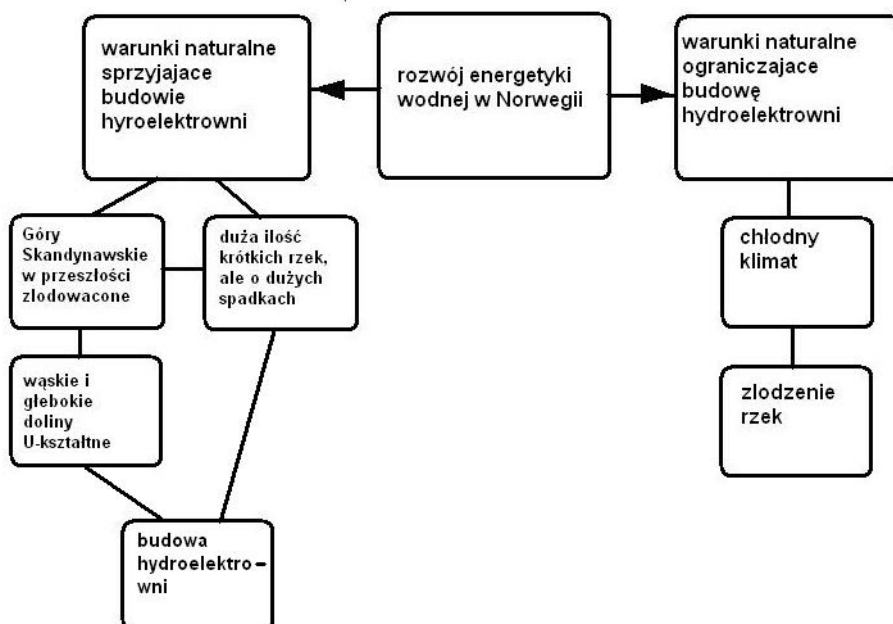 warunki naturalne
sprzyjajace
budowie
hyroelektrowni
rozwój energetyki
wodnej w Norwegii
warunki naturalne
ograniczajace
budowę
hydroelektrowni
Góry
Skandynawskie
w przeszłości
zlodowacone
duża ilość
krótkich rzek,
ale o dużych
spadkach
chłodny
klimat
wąskie i
głebokie
doliny
U-kształtne
zlodzenie
rzek
budowa
hydroelektro –
wni